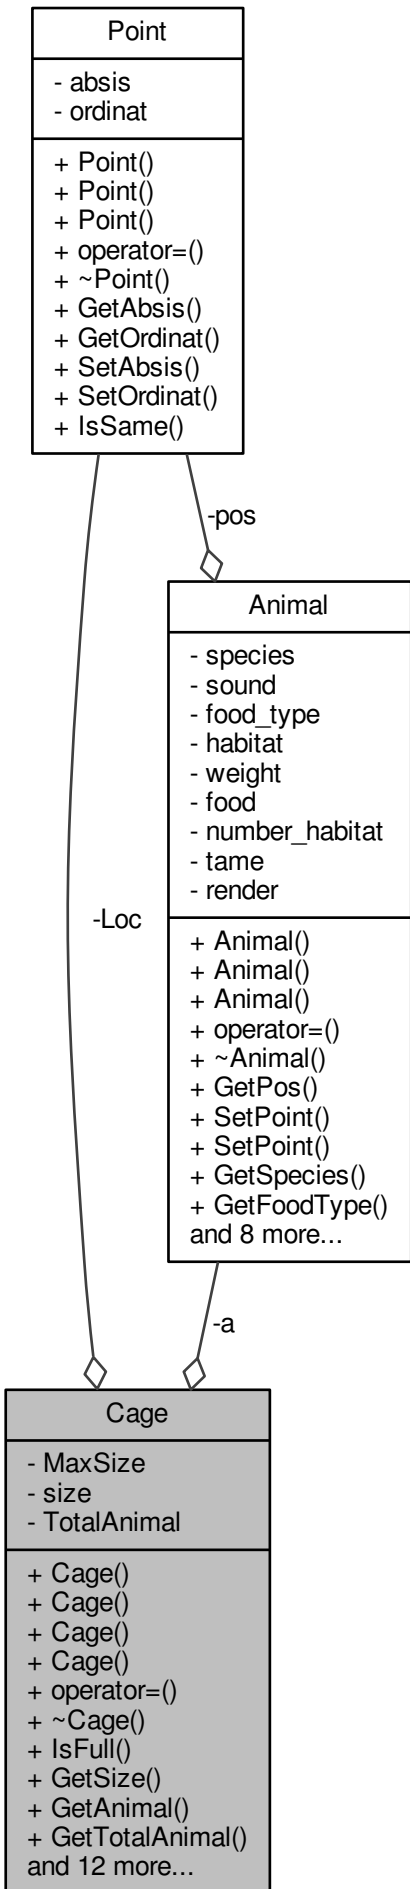 Point
- absis
- ordinat
+ Point()
+ Point()
+ Point()
+ operator=()
+ ~Point()
+ GetAbsis()
+ GetOrdinat()
+ SetAbsis()
+ SetOrdinat()
+ IsSame()
-pos
Animal
- species
- sound
- food_type
- habitat
- weight
- food
- number_habitat
- tame
- render
-Loc
+ Animal()
+ Animal()
+ Animal()
+ operator=()
+ ~Animal()
+ GetPos()
+ SetPoint()
+ SetPoint()
+ GetSpecies()
+ GetFoodType()
and 8 more...
-a
Cage
- MaxSize
- size
- TotalAnimal
+ Cage()
+ Cage()
+ Cage()
+ Cage()
+ operator=()
+ ~Cage()
+ IsFull()
+ GetSize()
+ GetAnimal()
+ GetTotalAnimal()
and 12 more...